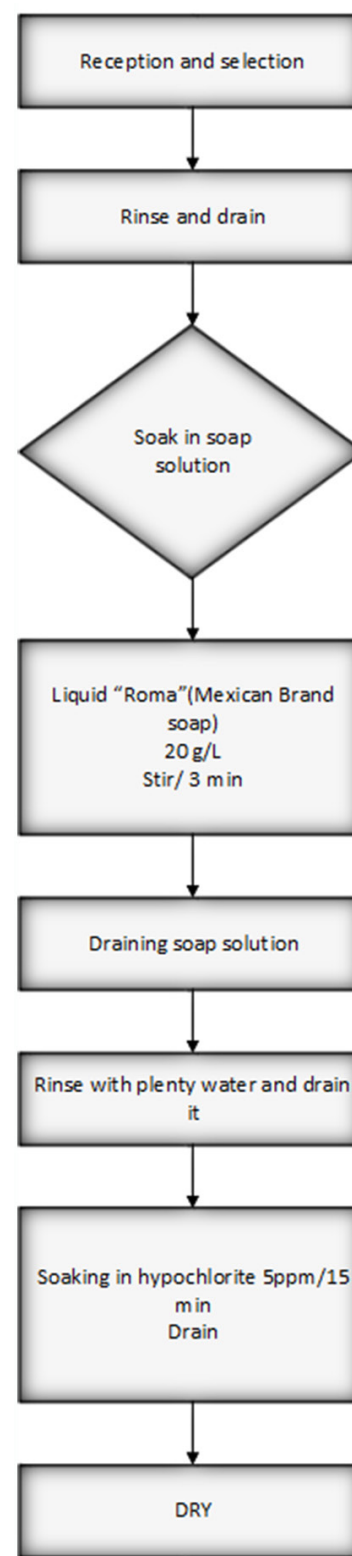 Reception and selection
Rinse and drain
Soak in soap
solution
Liquid “Roma”(Mexican Brand
soap)
20 g/L
Stir/ 3 min
Draining soap solution
Rinse with plenty water and drain
it
Soaking in hypochlorite 5ppm/15
min
Drain
DRY